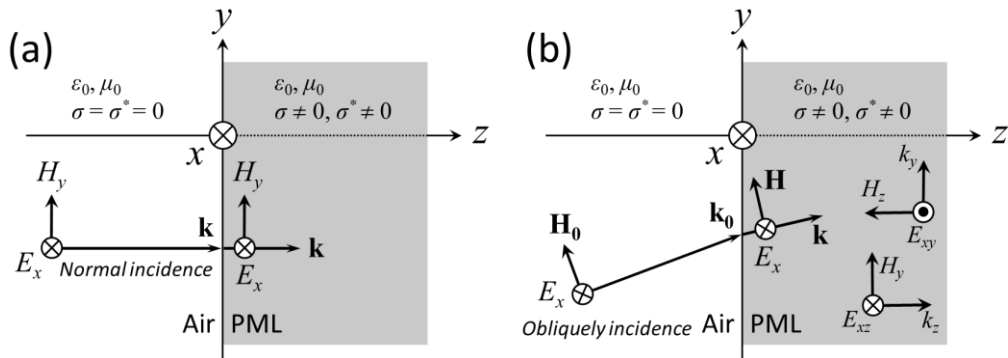 (a)
y
ε0, μ0
σ = σ* = 0
ε0, μ0
σ ≠ 0, σ* ≠ 0
x
z
Hy
Hy
k
k
Ex
Normal incidence
Ex
Air
PML
(b)
y
ε0, μ0
σ = σ* = 0
ε0, μ0
σ ≠ 0, σ* ≠ 0
x
z
H
ky
Hz
Exy
H0
k0
k
Ex
Ex
Hy
Exz
kz
Obliquely incidence
Air
PML